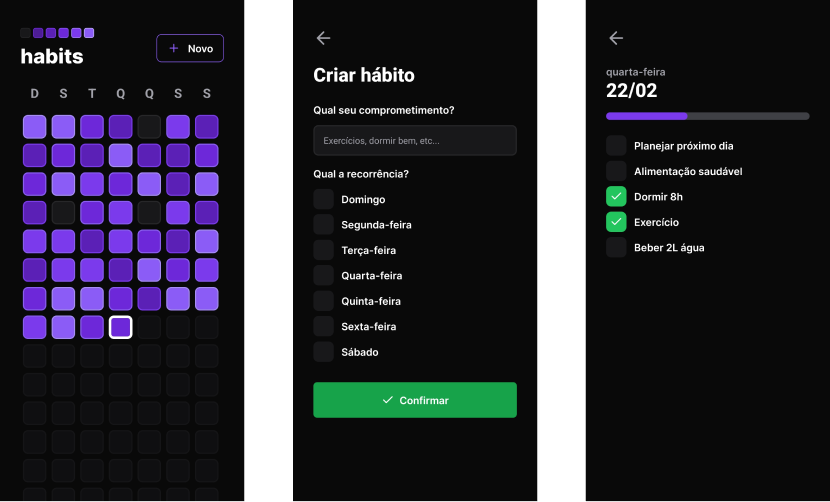 habits
+ Novo
D S T Q Q S S
Criar hábito
Qual seu comprometimento?
Exercícios, dormir bem, etc...
Qual a recorrência?
Domingo
Segunda-feira
Terça-feira
Quarta-feira
Quinta-feira
Sexta-feira
Sábado
Confirmar
quarta-feira
22/02
Planejar próximo dia
Alimentação saudável
Dormir 8h
Exercício
Beber 2L água